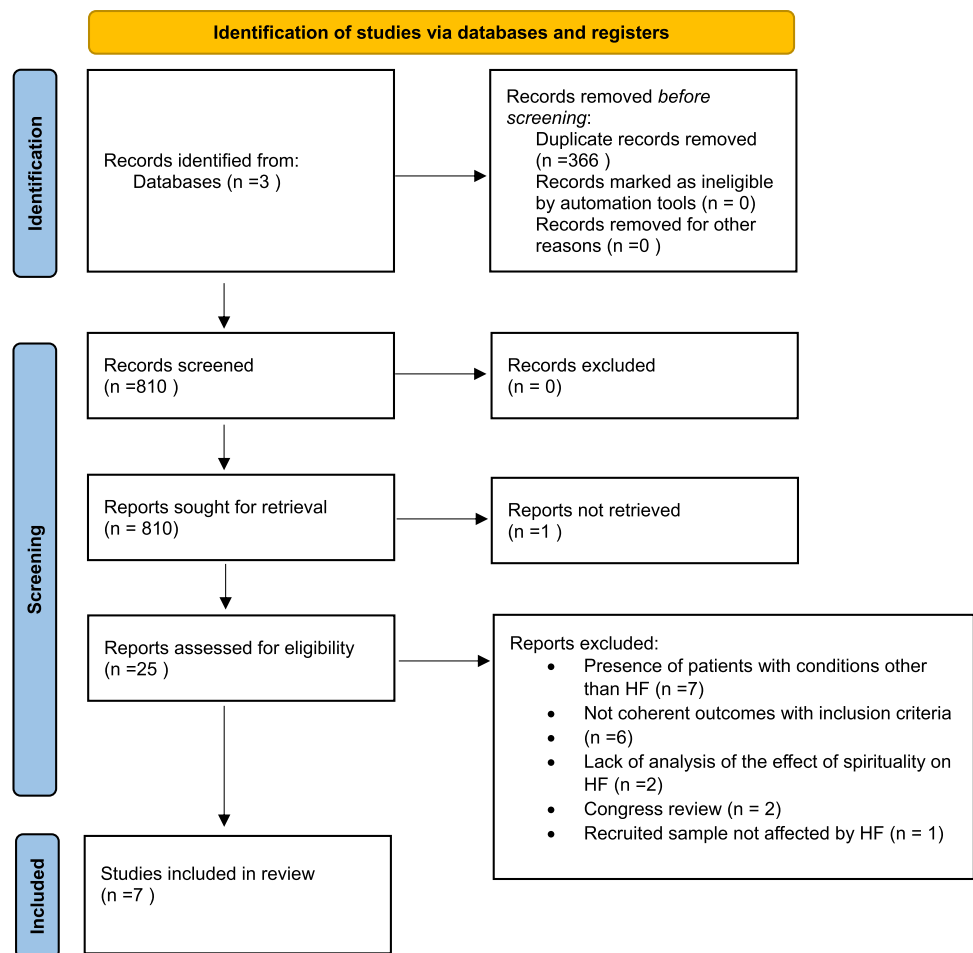 Identification of studies via databases and registers
Identification
Records identified from:
Databases (n =3 )
Records removed before
screening:
Duplicate records removed
(n =366 )
Records marked as ineligible
by automation tools (n = 0)
Records removed for other
reasons (n =0 )
Screening
Records screened
(n =810 )
Records excluded
(n = 0)
Reports sought for retrieval
(n = 810)
Reports not retrieved
(n =1 )
Reports assessed for eligibility
(n =25 )
Reports excluded:
• Presence of patients with conditions other
than HF (n =7)
• Not coherent outcomes with inclusion criteria
• (n =6)
• Lack of analysis of the effect of spirituality on
HF (n =2)
• Congress review (n = 2)
• Recruited sample not affected by HF (n = 1)
Included
Studies included in review
(n =7 )